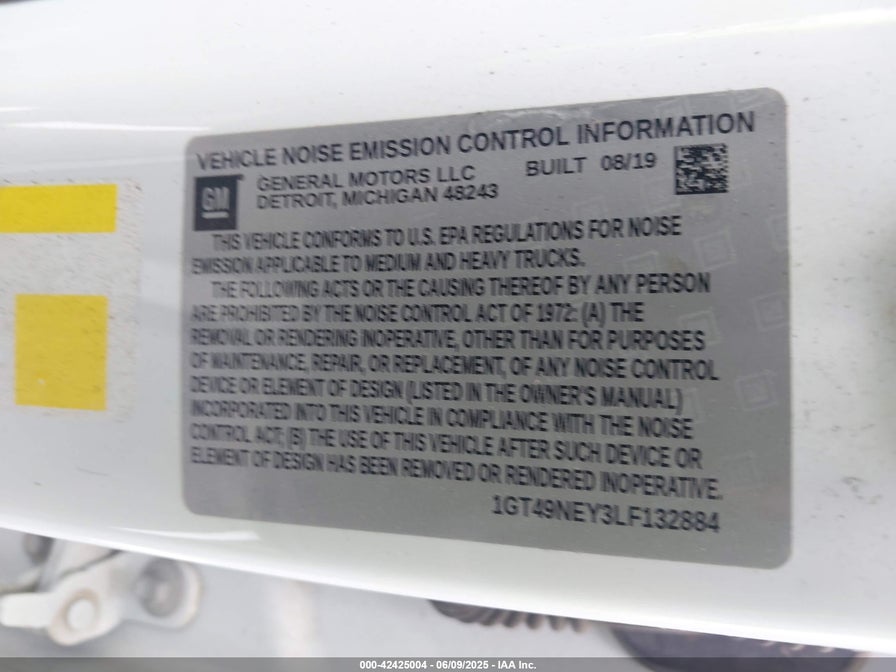 VEHICLE NOISE EMISSION CONTROL INFORMATION
GM
GENERAL MOTORS LLC BUILT 08/19
DETROIT, MICHIGAN 48243
THIS VEHICLE CONFORMS TO U.S. EPA REGULATIONS FOR NOISE
EMISSION APPLICABLE TO MEDIUM AND HEAVY TRUCKS.
THE FOLLOWING ACTS OR THE CAUSING THEREOF BY ANY PERSON
ARE PROHIBITED BY THE NOISE CONTROL ACT OF 1972: (A) THE
REMOVAL OR RENDERING INOPERATIVE, OTHER THAN FOR PURPOSES
OF MAINTENANCE, REPAIR, OR REPLACEMENT, OF ANY NOISE CONTROL
DEVICE OR ELEMENT OF DESIGN (LISTED IN THE OWNER'S MANUAL)
INCORPORATED INTO THIS VEHICLE IN COMPLIANCE WITH THE NOISE
CONTROL ACT; (B) THE USE OF THIS VEHICLE AFTER SUCH DEVICE OR
ELEMENT OF DESIGN HAS BEEN REMOVED OR RENDERED INOPERATIVE.
1GT49NEY3LF132884
000-42425004 - 06/09/2025 - IAA Inc.